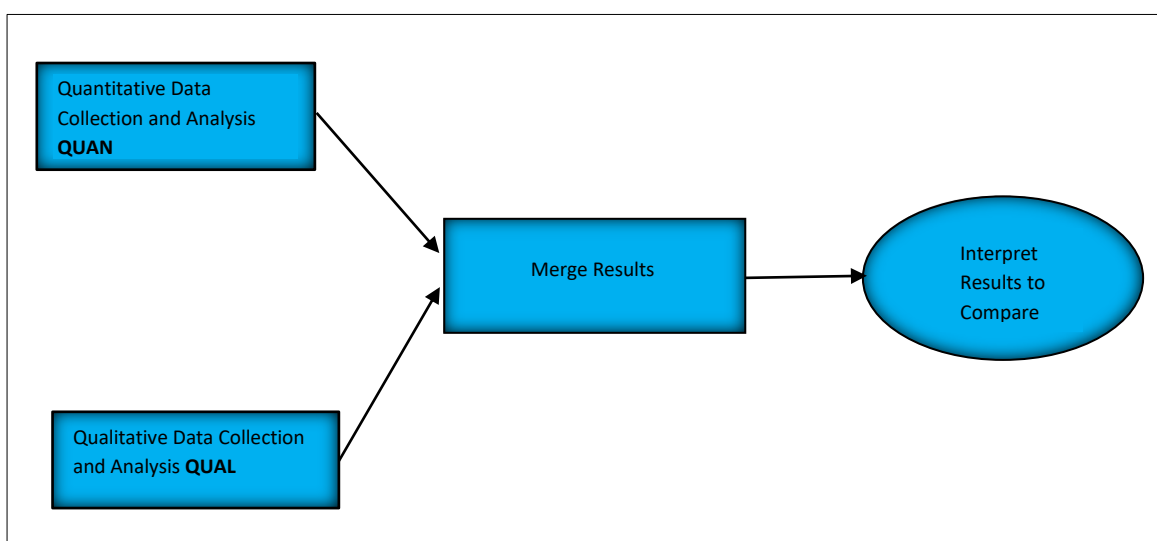 Quantitative Data
Collection and Analysis
QUAN
Merge Results
Interpret
Results to
Compare
Qualitative Data Collection
and Analysis QUAL